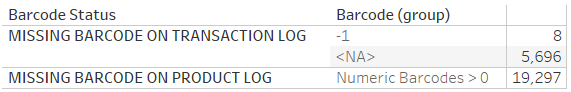 Barcode Status Barcode (group)
MISSING BARCODE ON TRANSACTION LOG -1 8
<NA> 5,696
MISSING BARCODE ON PRODUCT LOG Numeric Barcodes > 0 19,297